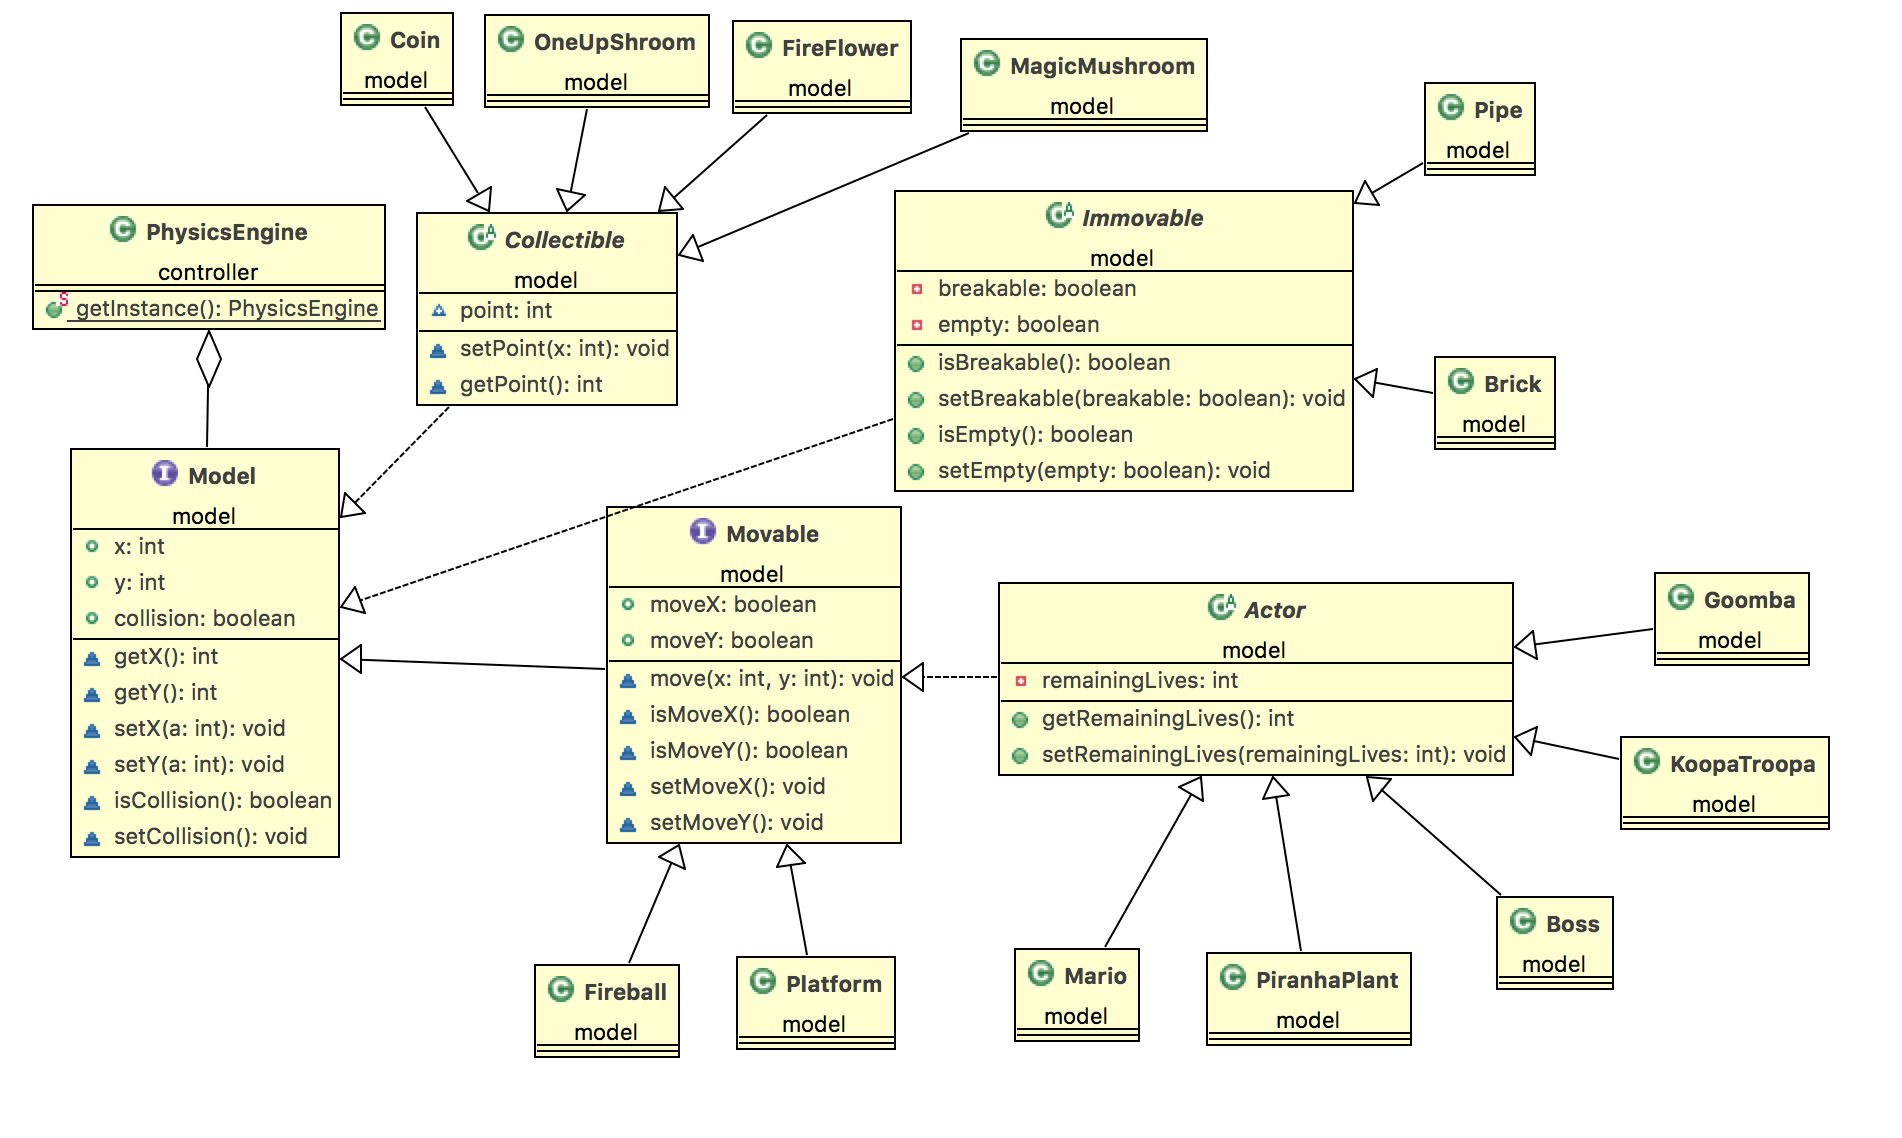 Coin
model
OneUpShroom
model
FireFlower
model
MagicMushroom
model
Pipe
model
PhysicsEngine
controller
getInstance(): PhysicsEngine
Collectible
model
point: int
setPoint(x: int): void
getPoint(): int
Immovable
model
breakable: boolean
empty: boolean
isBreakable(): boolean
setBreakable(breakable: boolean): void
isEmpty(): boolean
setEmpty(empty: boolean): void
Brick
model
Model
model
x: int
y: int
collision: boolean
getX(): int
getY(): int
setX(a: int): void
setY(a: int): void
isCollision(): boolean
setCollision(): void
Movable
model
moveX: boolean
moveY: boolean
move(x: int, y: int): void
isMoveX(): boolean
isMoveY(): boolean
setMoveX(): void
setMoveY(): void
Actor
model
remainingLives: int
getRemainingLives(): int
setRemainingLives(remainingLives: int): void
Goomba
model
KoopaTroopa
model
Fireball
model
Platform
model
Mario
model
PiranhaPlant
model
Boss
model